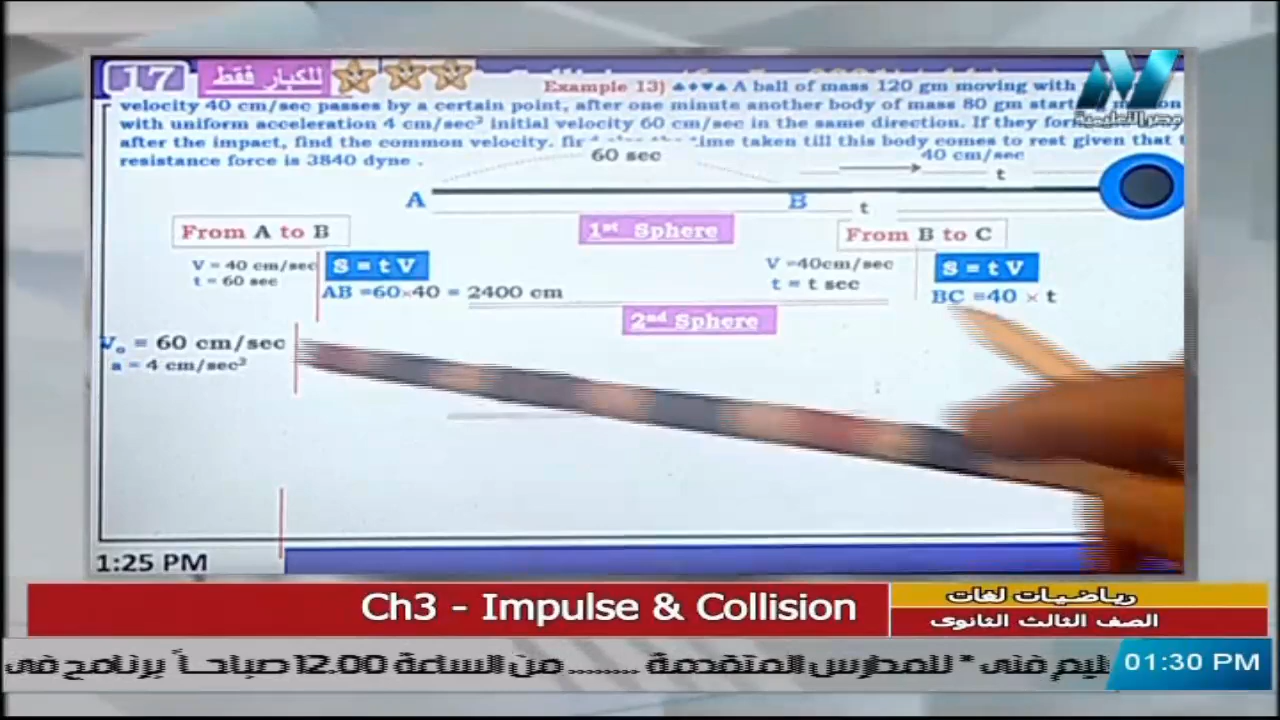 17 للكبار فقط
Example 13) ♠♦♥♣ A ball of mass 120 gm moving with
velocity 40 cm/sec passes by a certain point, after one minute another body of mass 80 gm start
with uniform acceleration 4 cm/sec² initial velocity 60 cm/sec in the same direction. If they for
after the impact, find the common velocity. time taken till this body comes to rest given that
resistance force is 3840 dyne .
60 sec 40 cm/sec
t
A B t
From A to B 1st Sphere From B to C
V = 40 cm/sec S = t V V =40cm/sec S = t V
t = 60 sec t = t sec
AB =60×40 = 2400 cm BC =40 × t
2nd Sphere
V₀ = 60 cm/sec
a = 4 cm/sec²
1:25 PM
مصر التعليمية
Ch3 - Impulse & Collision
رياضيات لغات
الصف الثالث الثانوى
ليم فنى " للمدارس المتقدمة ........ من الساعة 12.00 صباحاً برنامج فى
01:30 PM